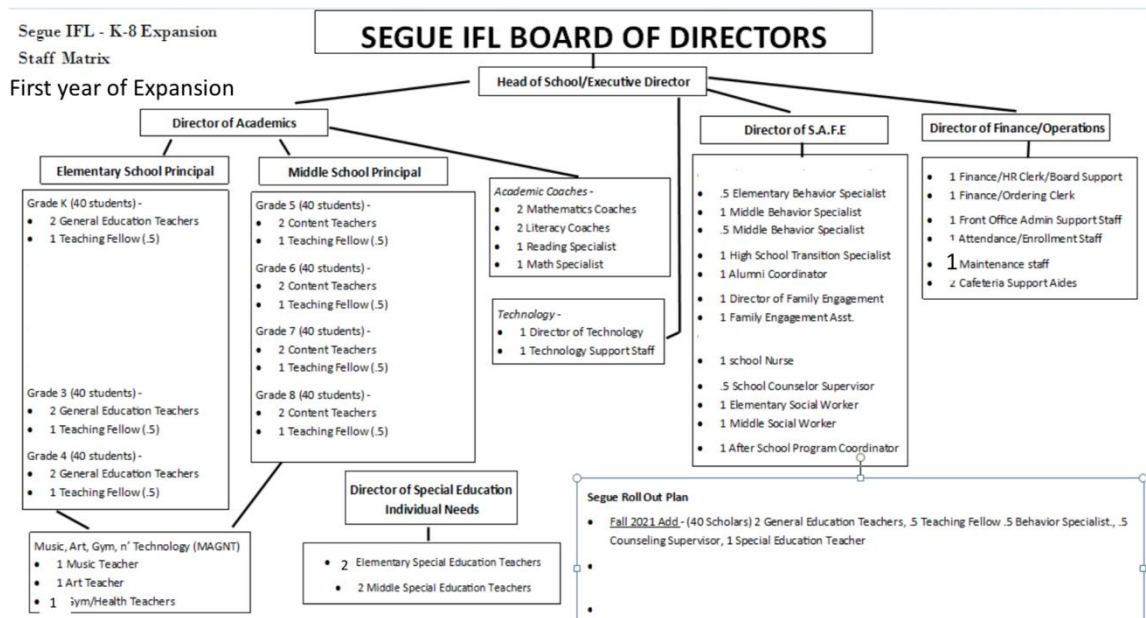 Segue IFL - K-8 Expansion
Staff Matrix
First year of Expansion
SEGUE IFL BOARD OF DIRECTORS
Head of School/Executive Director
Director of Academics
Director of S.A.F.E
Director of Finance/Operations
Elementary School Principal
Middle School Principal
Grade K (40 students) -
• 2 General Education Teachers
• 1 Teaching Fellow (.5)
Grade 3 (40 students) -
• 2 General Education Teachers
• 1 Teaching Fellow (.5)
Grade 4 (40 students) -
• 2 General Education Teachers
• 1 Teaching Fellow (.5)
Grade 5 (40 students) -
• 2 Content Teachers
• 1 Teaching Fellow (.5)
Grade 6 (40 students) -
• 2 Content Teachers
• 1 Teaching Fellow (.5)
Grade 7 (40 students) -
• 2 Content Teachers
• 1 Teaching Fellow (.5)
Grade 8 (40 students) -
• 2 Content Teachers
• 1 Teaching Fellow (.5)
Academic Coaches -
• 2 Mathematics Coaches
• 2 Literacy Coaches
• 1 Reading Specialist
• 1 Math Specialist
Technology -
• 1 Director of Technology
• 1 Technology Support Staff
• .5 Elementary Behavior Specialist
• 1 Middle Behavior Specialist
• .5 Middle Behavior Specialist
• 1 High School Transition Specialist
• 1 Alumni Coordinator
• 1 Director of Family Engagement
• 1 Family Engagement Asst.
• 1 school Nurse
• .5 School Counselor Supervisor
• 1 Elementary Social Worker
• 1 Middle Social Worker
• 1 After School Program Coordinator
• 1 Finance/HR Clerk/Board Support
• 1 Finance/Ordering Clerk
• 1 Front Office Admin Support Staff
• 1 Attendance/Enrollment Staff
• 1 Maintenance staff
• 2 Cafeteria Support Aides
Music, Art, Gym, n' Technology (MAGNT)
• 1 Music Teacher
• 1 Art Teacher
• 1 Gym/Health Teachers
Director of Special Education
Individual Needs
• 2 Elementary Special Education Teachers
• 2 Middle Special Education Teachers
Segue Roll Out Plan
• Fall 2021 Add - (40 Scholars) 2 General Education Teachers, .5 Teaching Fellow .5 Behavior Specialist., .5
Counseling Supervisor, 1 Special Education Teacher